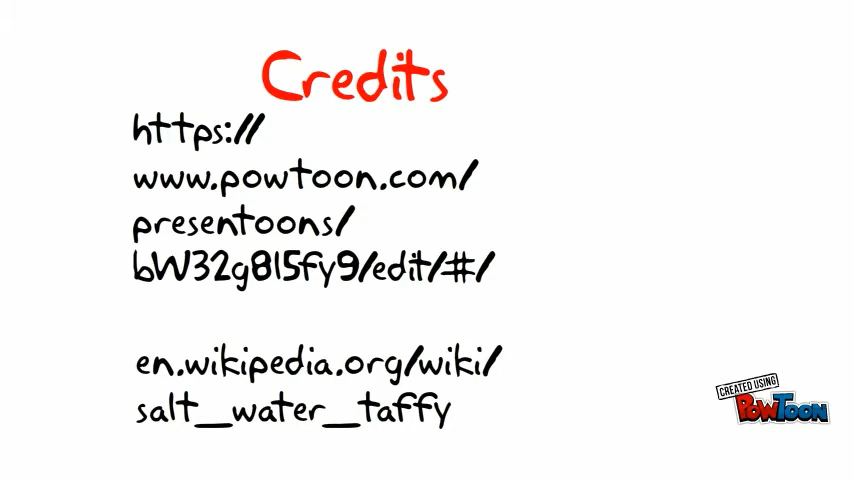 Credits
https://
www.powtoon.com/
presentoons/
bW32g8l5fy9/edit/#/
en.wikipedia.org/wiki/
salt_water_taffy
CREATED USING
POWTOON